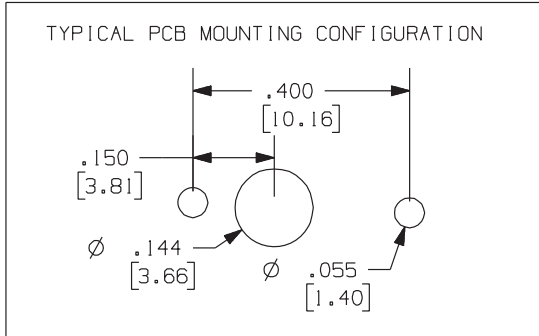 TYPICAL PCB MOUNTING CONFIGURATION
.400
[10.16]
.150
[3.81]
Ø .144
[3.66]
Ø .055
[1.40]